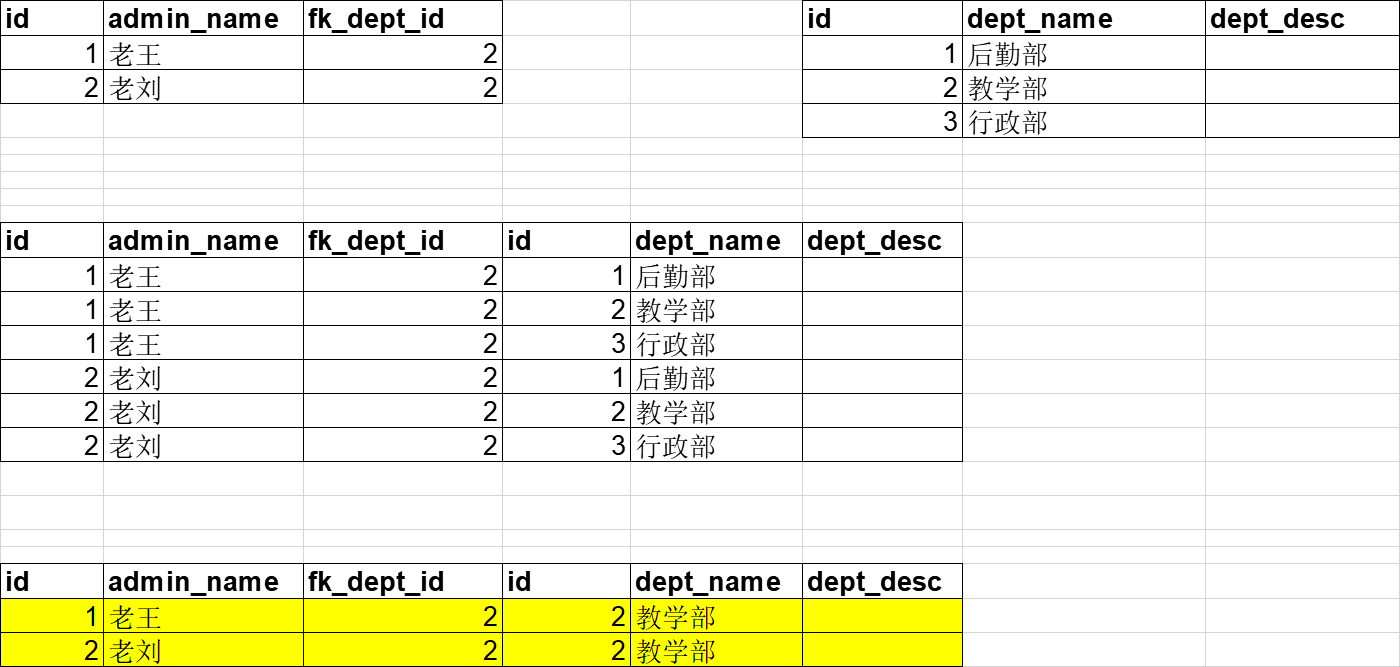 id admin_name fk_dept_id id dept_name dept_desc
1 老王 2 1 后勤部
2 老刘 2 2 教学部
3 行政部
id admin_name fk_dept_id id dept_name dept_desc
1 老王 2 1 后勤部
1 老王 2 2 教学部
1 老王 2 3 行政部
2 老刘 2 1 后勤部
2 老刘 2 2 教学部
2 老刘 2 3 行政部
id admin_name fk_dept_id id dept_name dept_desc
1 老王 2 2 教学部
2 老刘 2 2 教学部